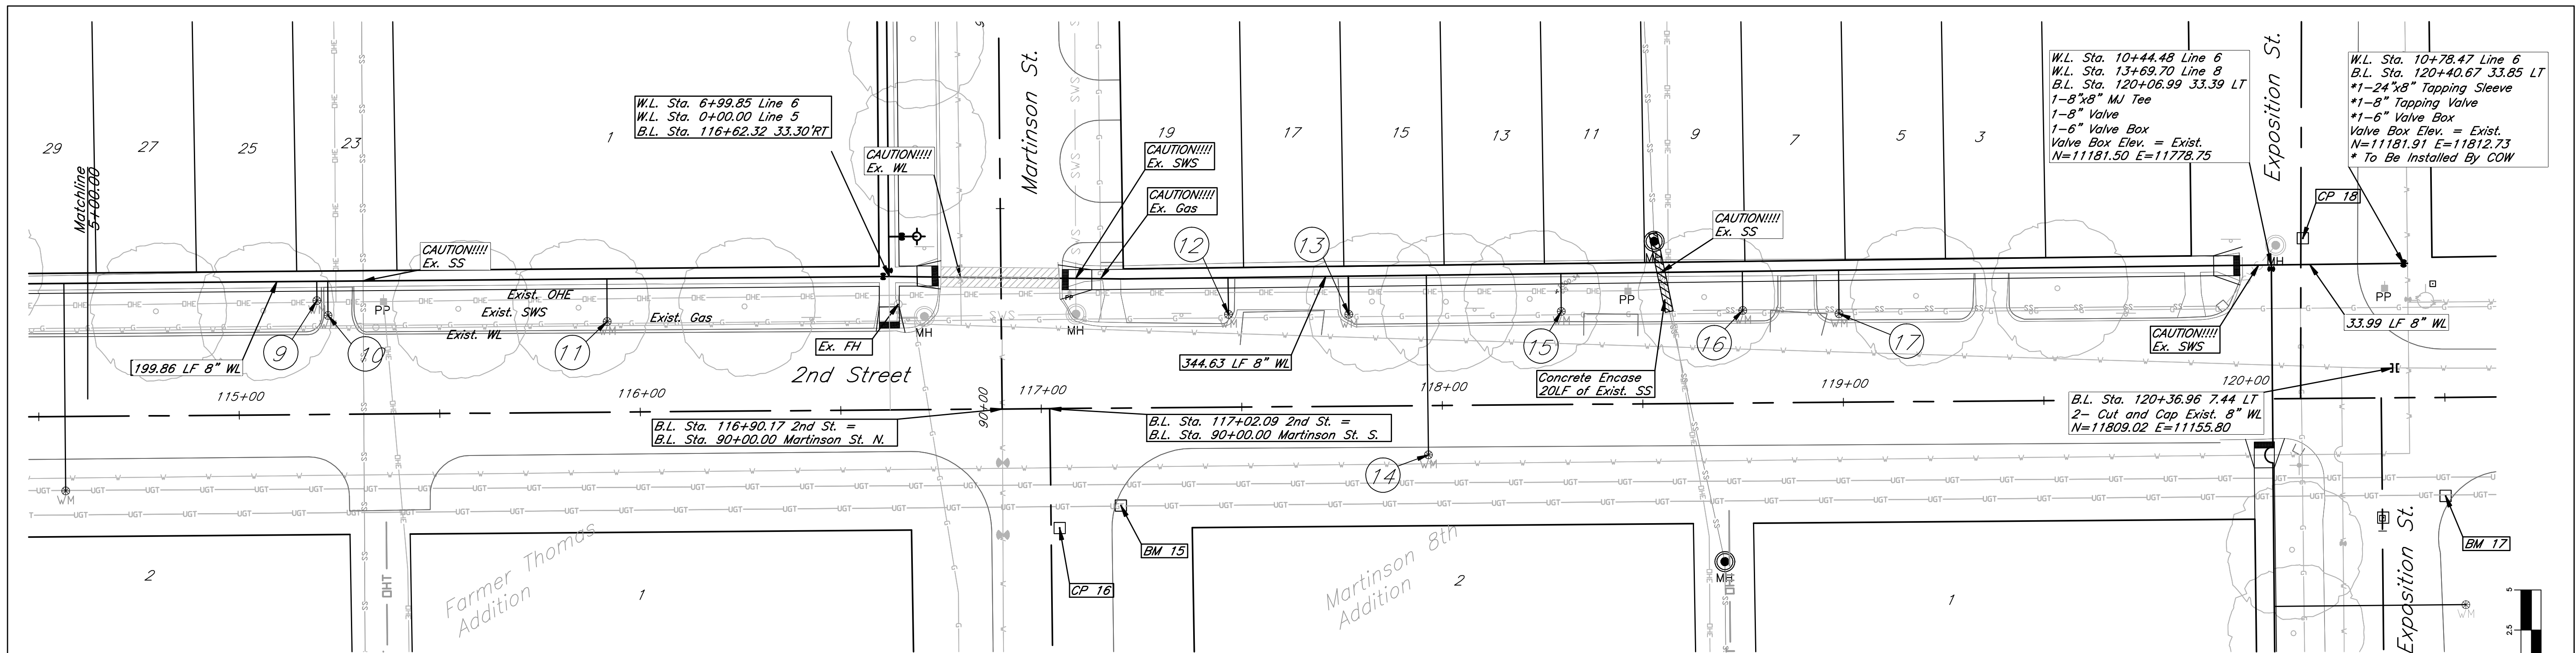 Martinson St.
Exposition St.
W.L. Sta. 6+99.85 Line 6
W.L. Sta. 0+00.00 Line 5
B.L. Sta. 116+62.32 33.30'RT
W.L. Sta. 10+44.48 Line 6
W.L. Sta. 13+69.70 Line 8
B.L. Sta. 120+06.99 33.39 LT
1-8"x8" MJ Tee
1-8" Valve
1-6" Valve Box
Valve Box Elev. = Exist.
N=11181.50 E=11778.75
W.L. Sta. 10+78.47 Line 6
B.L. Sta. 120+40.67 33.85 LT
*1-24"x8" Tapping Sleeve
*1-8" Tapping Valve
*1-6" Valve Box
Valve Box Elev. = Exist.
N=11181.91 E=11812.73
* To Be Installed By COW
29
27
25
23
1
19
17
15
13
11
9
7
5
3
Matchline
5+00.00
CAUTION!!!!
Ex. WL
CAUTION!!!!
Ex. SWS
CAUTION!!!!
Ex. Gas
CAUTION!!!!
Ex. SS
CAUTION!!!!
Ex. SS
CP 18
12
13
Exist. OHE
Exist. SWS
Exist. Gas
Exist. WL
PP
PP
PP
PP
MH
MH
MH
MH
9
10
11
15
16
17
199.86 LF 8" WL
Ex. FH
344.63 LF 8" WL
Concrete Encase
20LF of Exist. SS
CAUTION!!!!
Ex. SWS
33.99 LF 8" WL
2nd Street
115+00
116+00
90+00
117+00
118+00
119+00
120+00
B.L. Sta. 116+90.17 2nd St. =
B.L. Sta. 90+00.00 Martinson St. N.
B.L. Sta. 117+02.09 2nd St. =
B.L. Sta. 90+00.00 Martinson St. S.
B.L. Sta. 120+36.96 7.44 LT
2- Cut and Cap Exist. 8" WL
N=11809.02 E=11155.80
14
WM
WM
BM 15
CP 16
BM 17
MH
OHT
Farmer Thomas
Addition
Martinson 8th
Addition
2
1
2
1
Exposition St.
WM
5
2.5